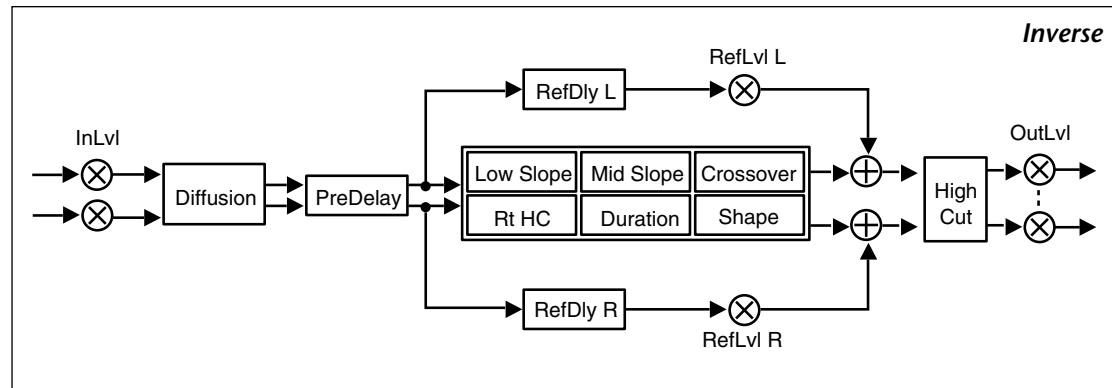 Inverse
RefLvl L
RefDly L
InLvl
OutLvl
Diffusion
PreDelay
Low Slope
Mid Slope
Crossover
Rt HC
Duration
Shape
High
Cut
RefDly R
RefLvl R